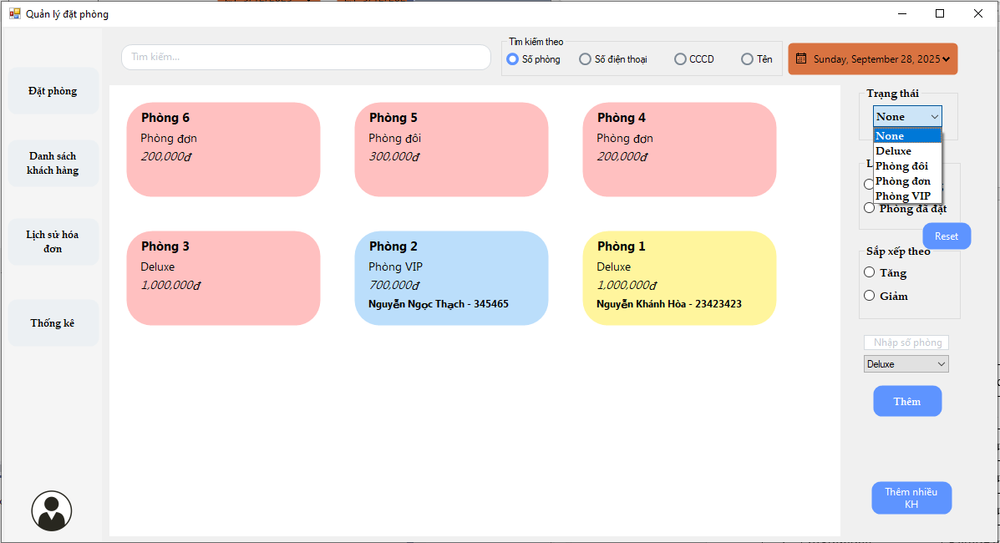 Quản lý đặt phòng
Tìm kiếm...
Tìm kiếm theo
Số phòng
Số điện thoại
CCCD
Tên
Sunday, September 28, 2025
Đặt phòng
Danh sách
khách hàng
Lịch sử hóa
đơn
Thống kê
Phòng 6
Phòng đơn
200,000đ
Phòng 5
Phòng đôi
300,000đ
Phòng 4
Phòng đơn
200,000đ
Phòng 3
Deluxe
1,000,000đ
Phòng 2
Phòng VIP
700,000đ
Nguyễn Ngọc Thạch - 345465
Phòng 1
Deluxe
1,000,000đ
Nguyễn Khánh Hòa - 23423423
Trạng thái
None
None
Deluxe
Phòng đôi
Phòng đơn
Phòng VIP
Phòng đã đặt
Reset
Sắp xếp theo
Tăng
Giảm
Nhập số phòng
Deluxe
Thêm
Thêm nhiều
KH